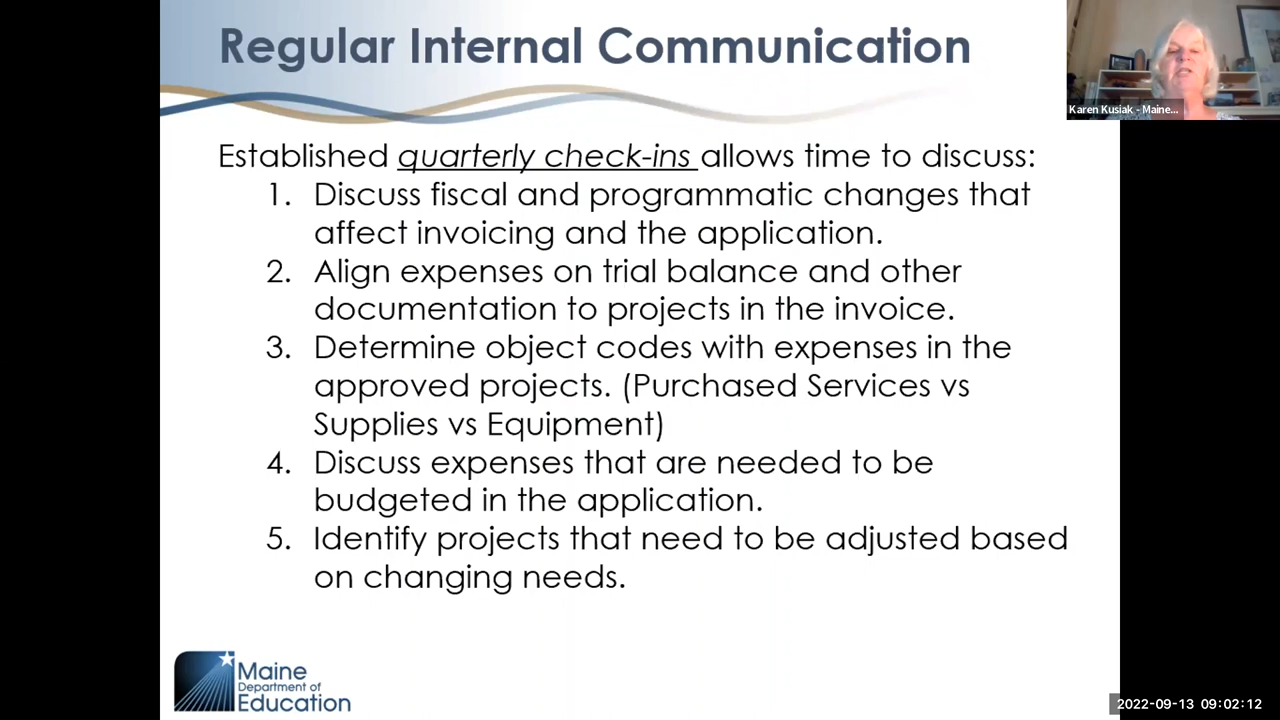 Regular Internal Communication
Karen Kusiak - Maine...
Established quarterly check-ins allows time to discuss:
1. Discuss fiscal and programmatic changes that
affect invoicing and the application.
2. Align expenses on trial balance and other
documentation to projects in the invoice.
3. Determine object codes with expenses in the
approved projects. (Purchased Services vs
Supplies vs Equipment)
4. Discuss expenses that are needed to be
budgeted in the application.
5. Identify projects that need to be adjusted based
on changing needs.
Maine
Department of
Education
2022-09-13 09:02:12